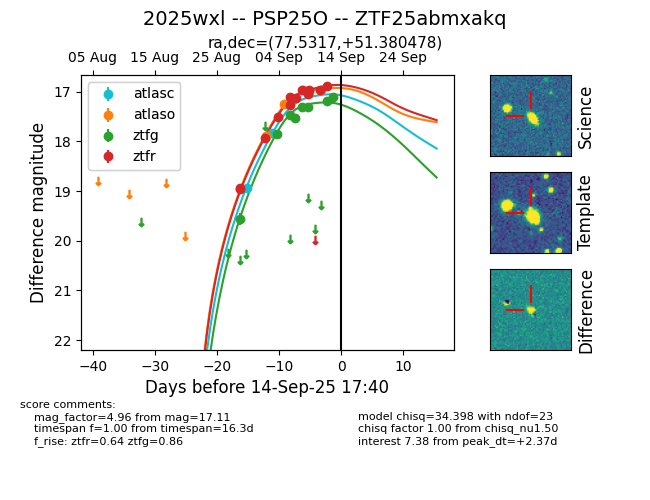 2025wxl -- PSP25O -- ZTF25abmxakq
ra,dec=(77.5317,+51.380478)
05 Aug 15 Aug 25 Aug 04 Sep 14 Sep 24 Sep
17
18
19
20
21
22
Difference magnitude
atlasc
atlaso
ztfg
ztfr
−40 −30 −20 −10 0 10
Days before 14-Sep-25 17:40
Science
Template
Difference
score comments:
mag_factor=4.96 from mag=17.11
timespan f=1.00 from timespan=16.3d
f_rise: ztfr=0.64 ztfg=0.86
model chisq=34.398 with ndof=23
chisq factor 1.00 from chisq_nu1.50
interest 7.38 from peak_dt=+2.37d